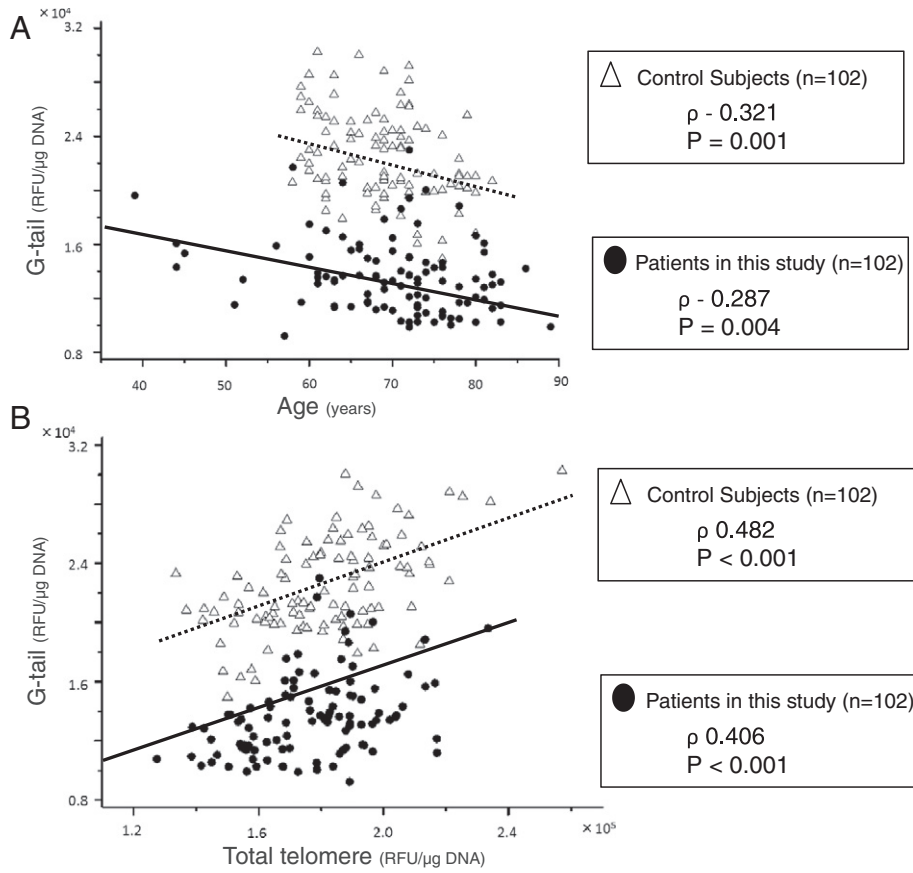 A
× 10⁴
3.2
2.4
1.6
0.8
G-tail (RFU/μg DNA)
40
50
60
70
80
90
Age (years)
Control Subjects (n=102)
ρ - 0.321
P = 0.001
Patients in this study (n=102)
ρ - 0.287
P = 0.004
B
× 10⁴
3.2
2.4
1.6
0.8
G-tail (RFU/μg DNA)
1.2
1.6
2.0
2.4
× 10⁵
Total telomere (RFU/μg DNA)
Control Subjects (n=102)
ρ 0.482
P < 0.001
Patients in this study (n=102)
ρ 0.406
P < 0.001